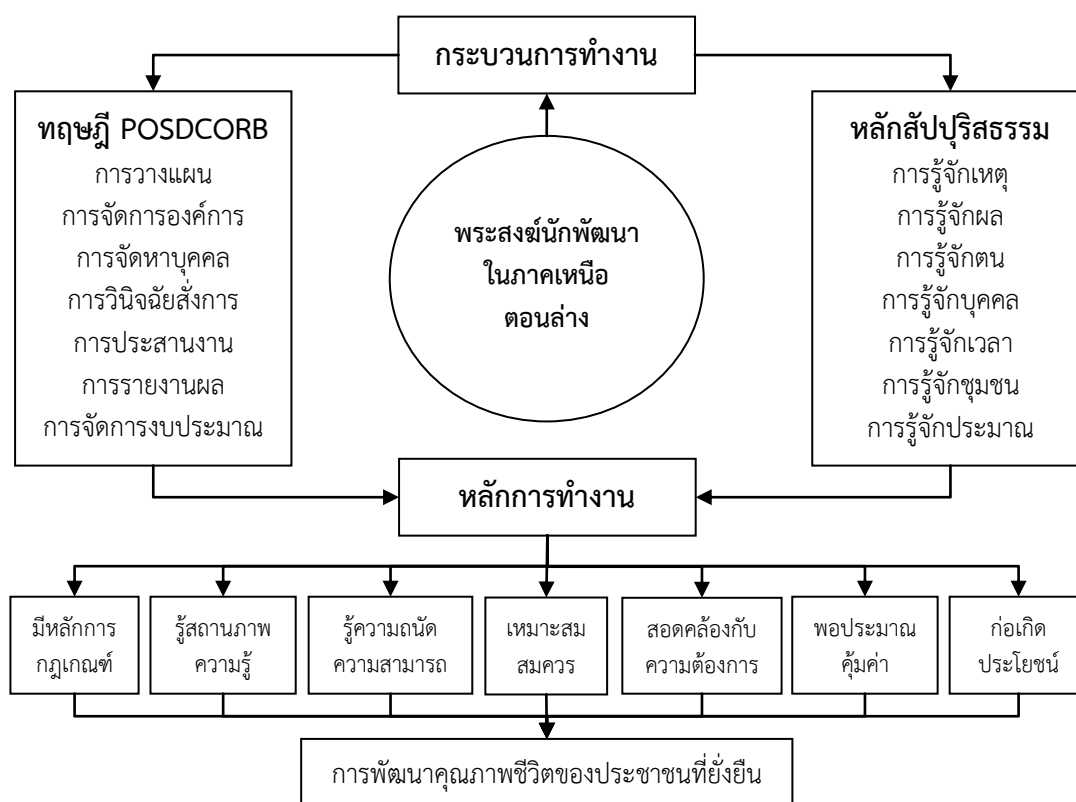 กระบวนการทำงาน
ทฤษฎี POSDCORB
การวางแผน
การจัดการองค์การ
การจัดหาบุคคล
การวินิจฉัยสั่งการ
การประสานงาน
การรายงานผล
การจัดการงบประมาณ
พระสงฆ์นักพัฒนา
ในภาคเหนือ
ตอนล่าง
หลักสัปปุริสธรรม
การรู้จักเหตุ
การรู้จักผล
การรู้จักตน
การรู้จักบุคคล
การรู้จักเวลา
การรู้จักชุมชน
การรู้จักประมาณ
หลักการทำงาน
มีหลักการ
กฎเกณฑ์
รู้สถานภาพ
ความรู้
รู้ความถนัด
ความสามารถ
เหมาะสม
สมควร
สอดคล้องกับ
ความต้องการ
พอประมาณ
คุ้มค่า
ก่อเกิด
ประโยชน์
การพัฒนาคุณภาพชีวิตของประชาชนที่ยั่งยืน